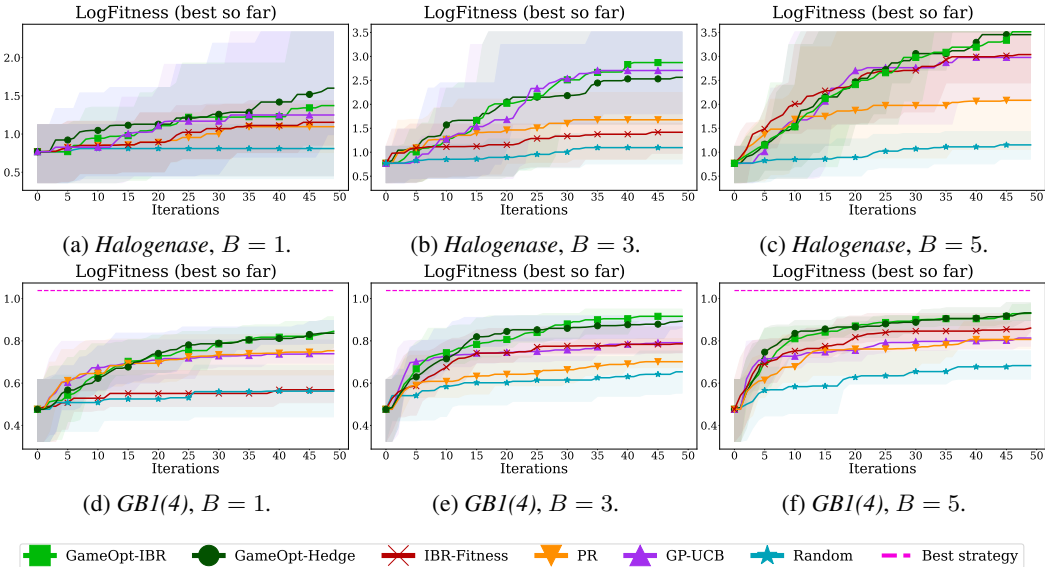 LogFitness (best so far) LogFitness (best so far) LogFitness (best so far)
2.0
1.5
1.0
0.5
0 5 10 15 20 25 30 35 40 45 50
Iterations
3.5
3.0
2.5
2.0
1.5
1.0
0.5
0 5 10 15 20 25 30 35 40 45 50
Iterations
3.5
3.0
2.5
2.0
1.5
1.0
0.5
0 5 10 15 20 25 30 35 40 45 50
Iterations
(a) Halogenase, B = 1. (b) Halogenase, B = 3. (c) Halogenase, B = 5.
LogFitness (best so far) LogFitness (best so far) LogFitness (best so far)
1.0
0.8
0.6
0.4
0 5 10 15 20 25 30 35 40 45 50
Iterations
1.0
0.8
0.6
0.4
0 5 10 15 20 25 30 35 40 45 50
Iterations
1.0
0.8
0.6
0.4
0 5 10 15 20 25 30 35 40 45 50
Iterations
(d) GB1(4), B = 1. (e) GB1(4), B = 3. (f) GB1(4), B = 5.
GameOpt-IBR GameOpt-Hedge IBR-Fitness PR GP-UCB Random Best strategy